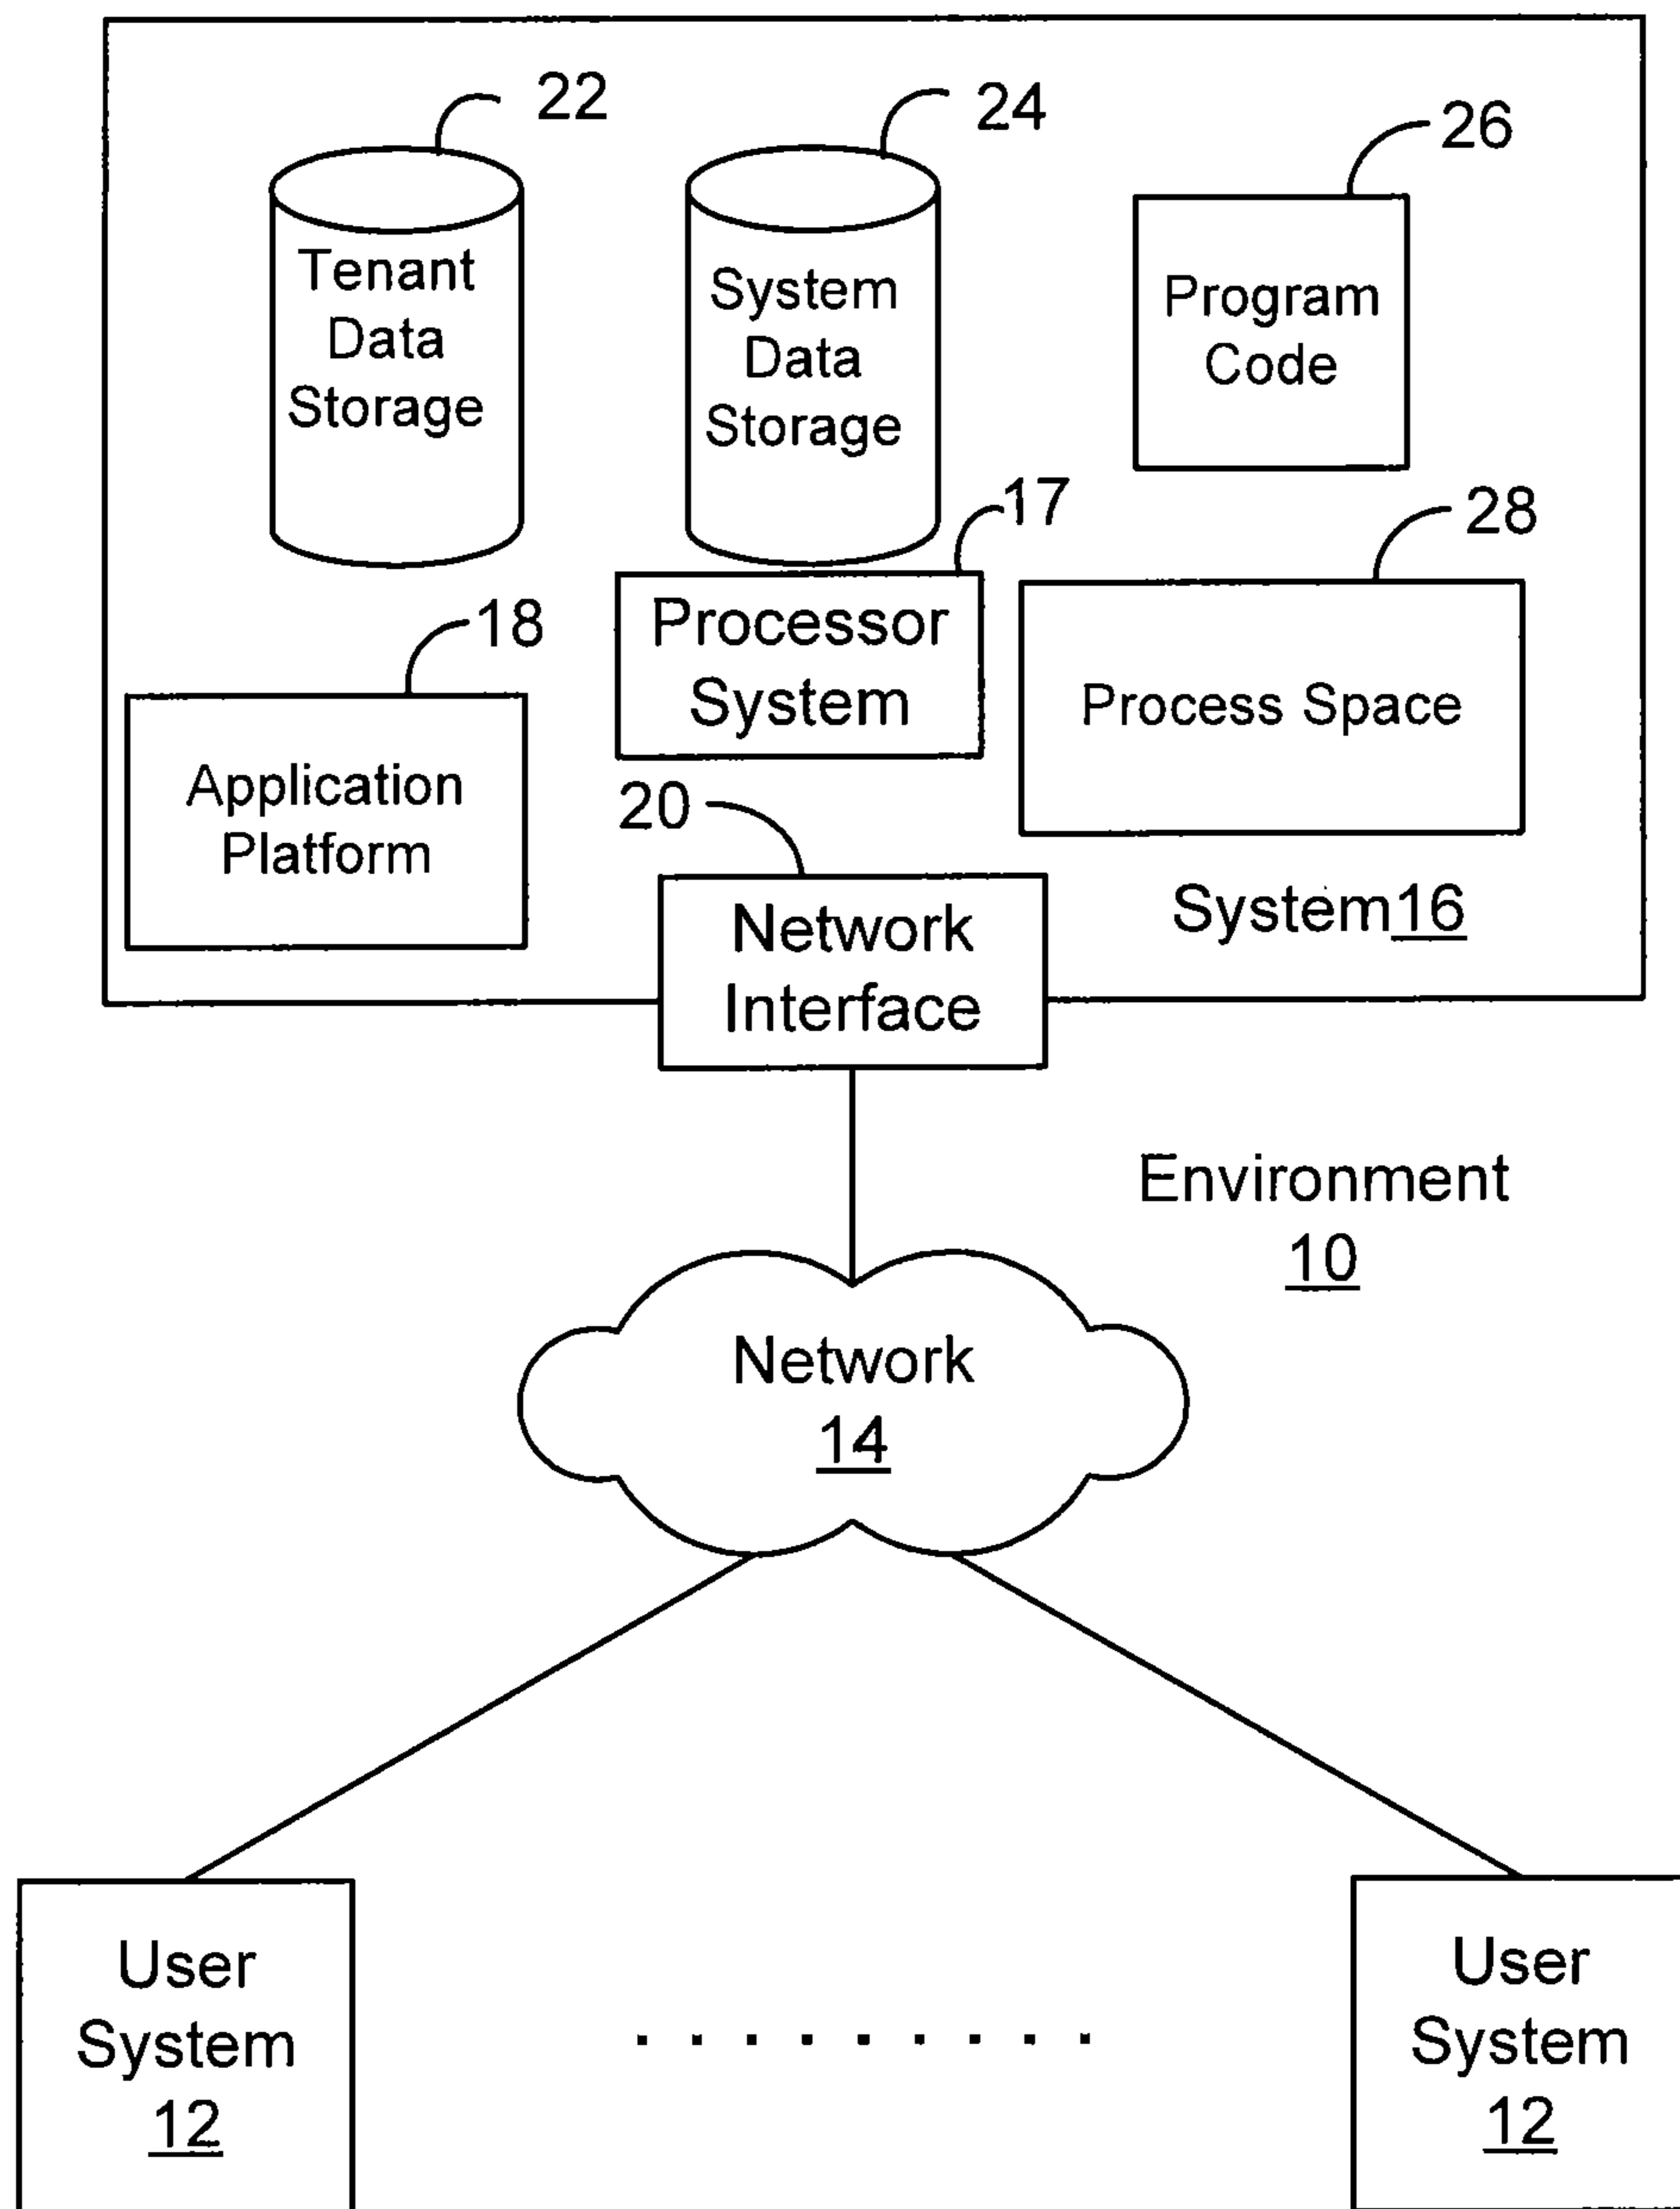 22
24
26
Tenant
Data
Storage
System
Data
Storage
Program
Code
17
28
18
Processor
System
Process Space
Application
Platform
20
System16
Network
Interface
Environment
10
Network
14
User
System
12
User
System
12